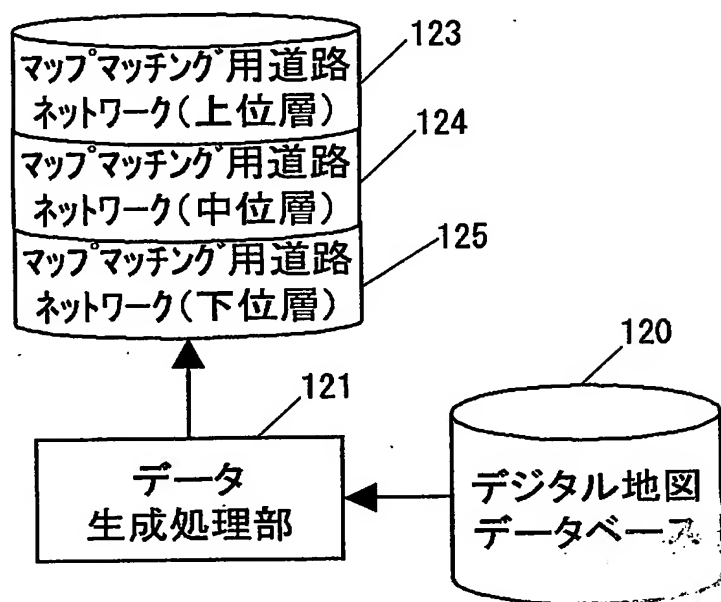 123
マップマッチング用道路
ネットワーク(上位層)
124
マップマッチング用道路
ネットワーク(中位層)
125
マップマッチング用道路
ネットワーク(下位層)
120
121
データ
生成処理部
デジタル地図
データベース